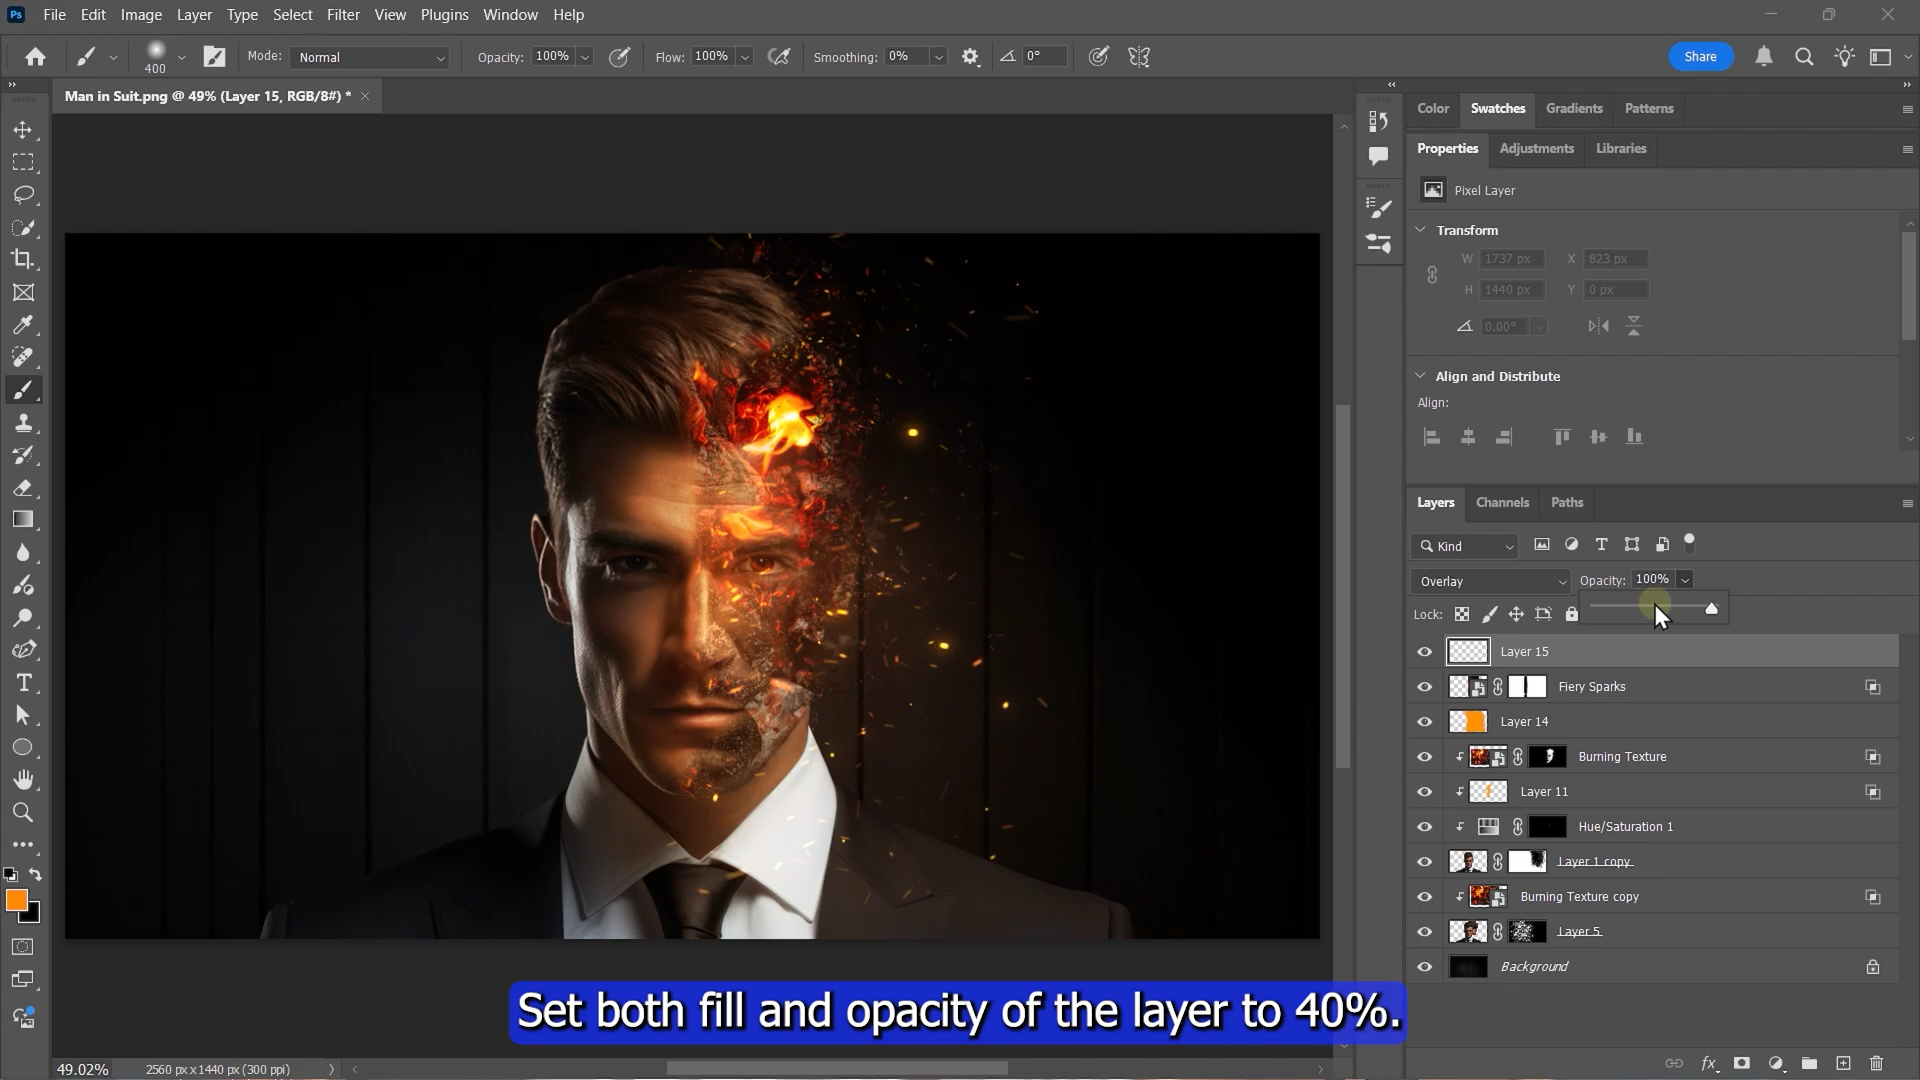 Ps File Edit Image Layer Type Select Filter View Plugins Window Help
400 Mode: Normal Opacity: 100% Flow: 100% Smoothing: 0% 0° Share
Man in Suit.png @ 49% (Layer 15, RGB/8#) *
Color Swatches Gradients Patterns
Properties Adjustments Libraries
Pixel Layer
Transform
W 1737 px X 823 px
H 1440 px Y 0 px
0.00°
Align and Distribute
Align:
Layers Channels Paths
Kind
Overlay Opacity: 100%
Lock:
Layer 15
Fiery Sparks
Layer 14
Burning Texture
Layer 11
Hue/Saturation 1
Layer 1 copy
Burning Texture copy
Layer 5
Background
Set both fill and opacity of the layer to 40%.
49.02% 2560 px x 1440 px (300 ppi)
fx